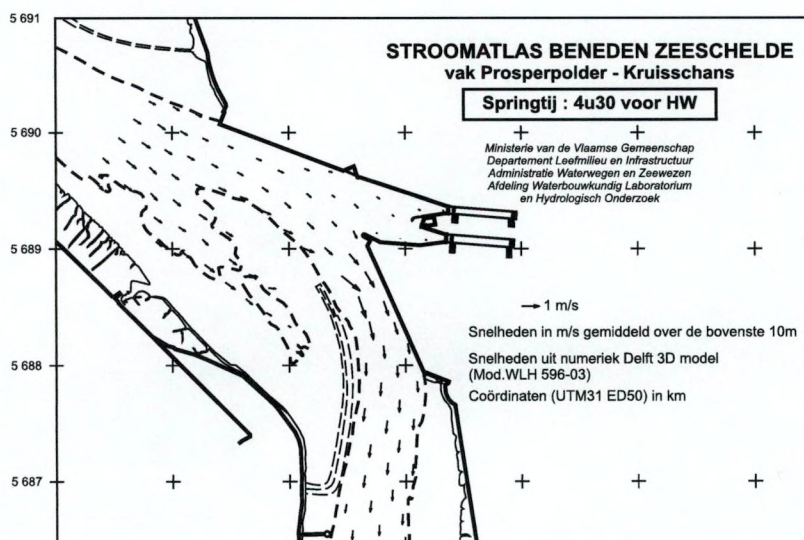 5 691
STROOMATLAS BENEDEN ZEESCHELDE
vak Prosperpolder - Kruisschans
Springtij : 4u30 voor HW
5 690
Ministerie van de Vlaamse Gemeenschap
Departement Leefmilieu en Infrastructuur
Administratie Waterwegen en Zeewezen
Afdeling Waterbouwkundig Laboratorium
en Hydrologisch Onderzoek
5 689
1 m/s
Snelheden in m/s gemiddeld over de bovenste 10m
5 688
Snelheden uit numeriek Delft 3D model
(Mod.WLH 596-03)
Coördinaten (UTM31 ED50) in km
5 687